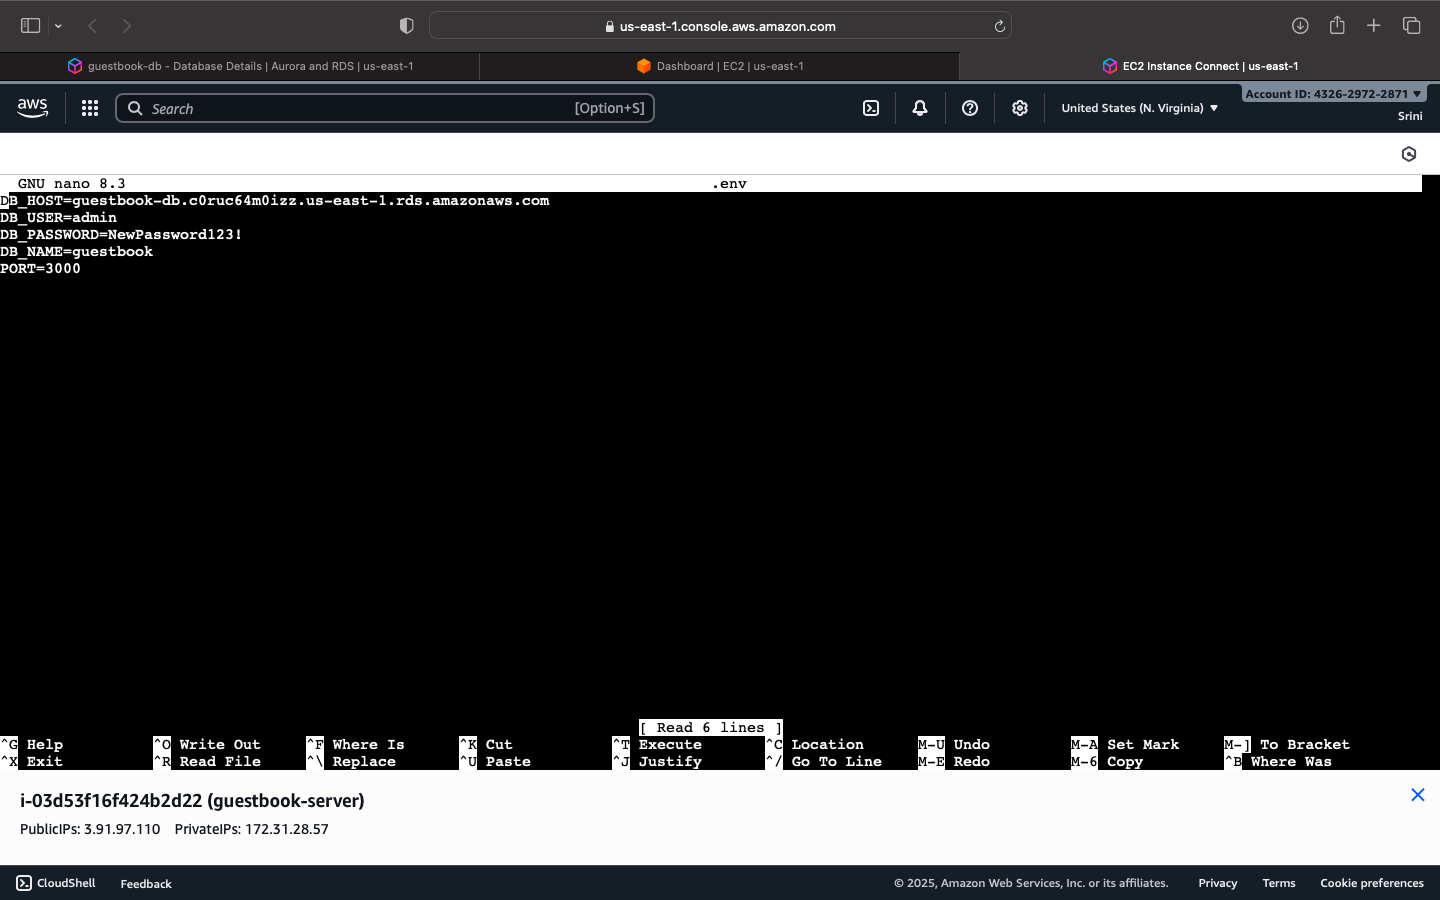 us-east-1.console.aws.amazon.com
guestbook-db - Database Details | Aurora and RDS | us-east-1
Dashboard | EC2 | us-east-1
EC2 Instance Connect | us-east-1
aws
Search [Option+S]
United States (N. Virginia) ▼
Account ID: 4326-2972-2871 ▼
Srini
GNU nano 8.3 .env
DB_HOST=guestbook-db.c0ruc64m0izz.us-east-1.rds.amazonaws.com
DB_USER=admin
DB_PASSWORD=NewPassword123!
DB_NAME=guestbook
PORT=3000
[ Read 6 lines ]
^G Help ^O Write Out ^F Where Is ^K Cut ^T Execute ^C Location M-U Undo M-A Set Mark M-] To Bracket
^X Exit ^R Read File ^\ Replace ^U Paste ^J Justify ^/ Go To Line M-E Redo M-6 Copy ^B Where Was
i-03d53f16f424b2d22 (guestbook-server)
PublicIPs: 3.91.97.110 PrivateIPs: 172.31.28.57
CloudShell Feedback © 2025, Amazon Web Services, Inc. or its affiliates. Privacy Terms Cookie preferences